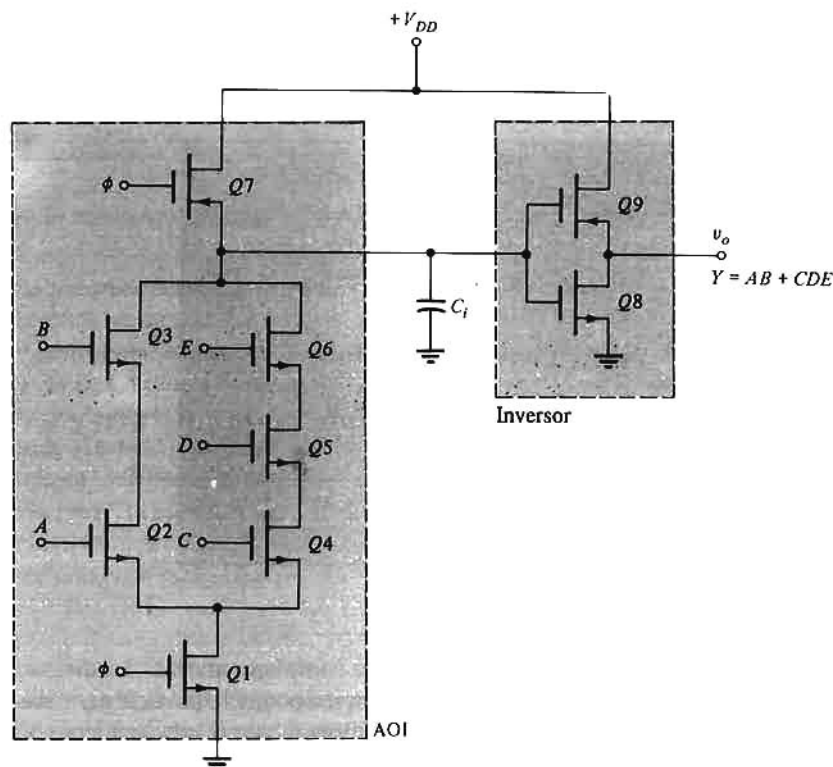 +V_DD
φ
Q7
Q9
v_o
Y = AB + CDE
Q8
C_i
B
Q3
E
Q6
Inversor
D
Q5
A
Q2
C
Q4
φ
Q1
AOI